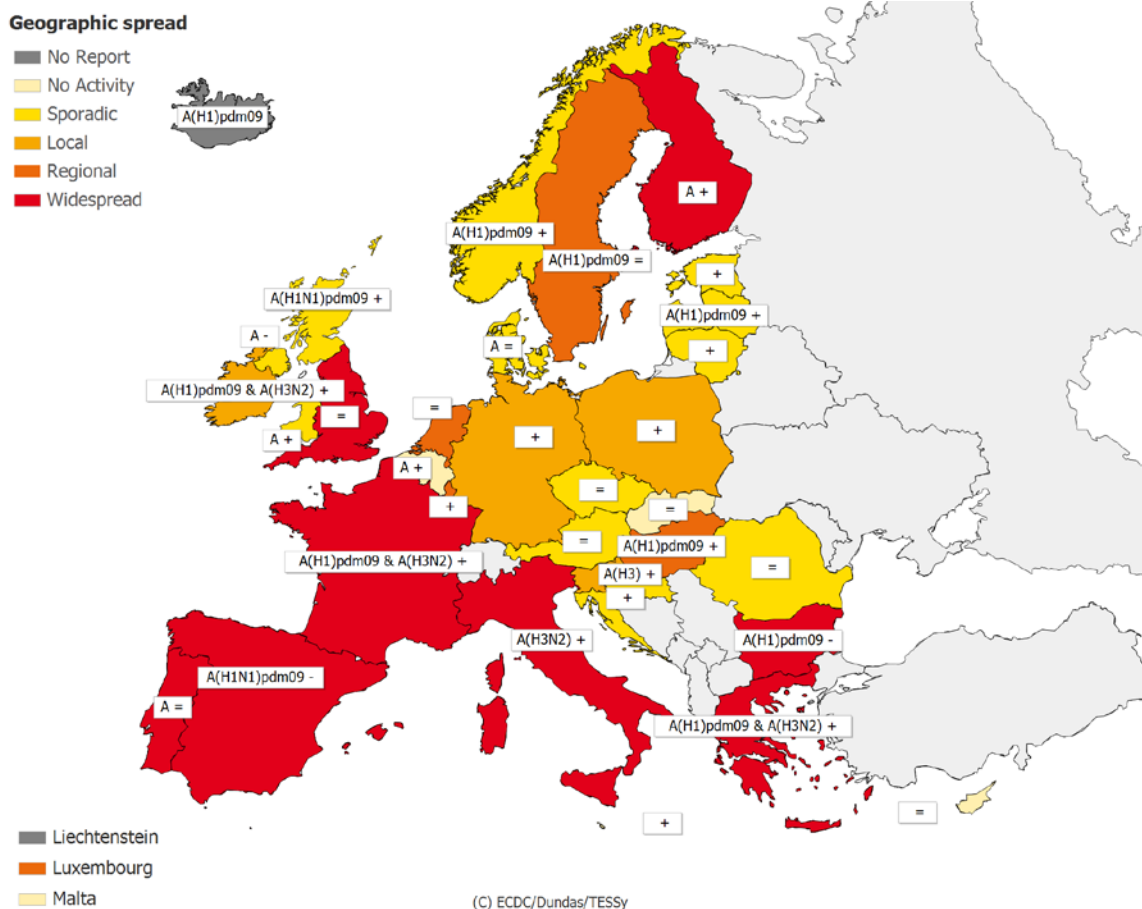 Geographic spread
No Report
No Activity
Sporadic
Local
Regional
Widespread
A(H1)pdm09
A +
A(H1)pdm09 +
A(H1)pdm09 =
+
A(H1N1)pdm09 +
A(H1)pdm09 +
A -
A =
+
A(H1)pdm09 & A(H3N2) +
=
=
+
+
A +
A +
=
+
=
=
A(H1)pdm09 +
A(H1)pdm09 & A(H3N2) +
=
A(H3) +
+
A(H3N2) +
A(H1)pdm09 -
A(H1N1)pdm09 -
A =
A(H1)pdm09 & A(H3N2) +
+
=
Liechtenstein
Luxembourg
Malta
(C) ECDC/Dundas/TESSy